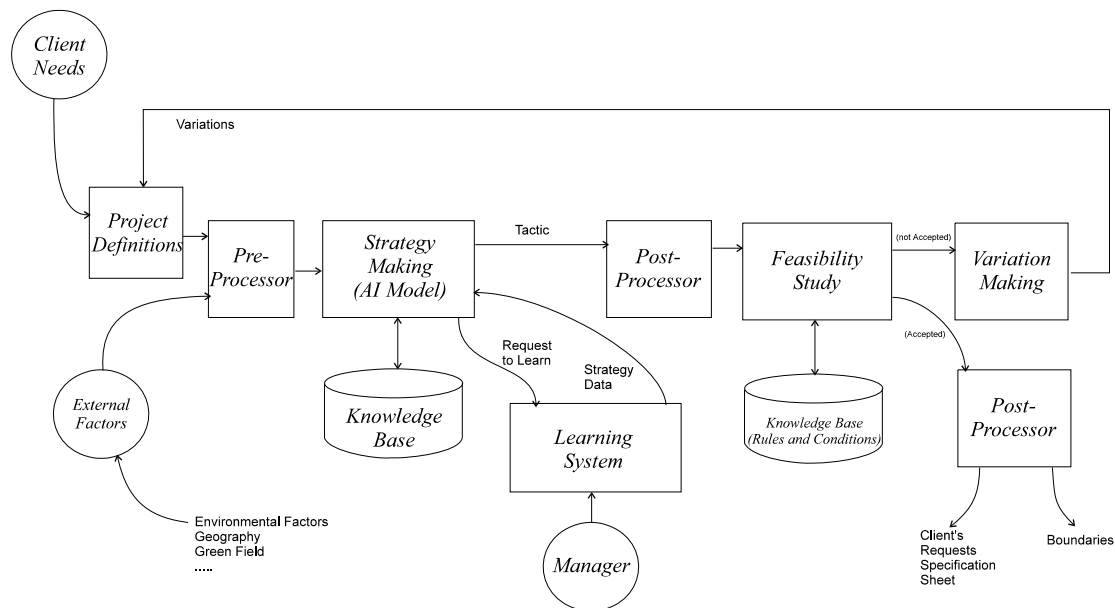 Client
Needs
Variations
Project
Definitions
Pre-
Processor
Strategy
Making
(AI Model)
Tactic
Post-
Processor
Feasibility
Study
(not Accepted)
Variation
Making
(Accepted)
Request
to Learn
Strategy
Data
External
Factors
Knowledge
Base
Learning
System
Knowledge Base
(Rules and Conditions)
Post-
Processor
Environmental Factors
Geography
Green Field
.....
Manager
Client's
Requests
Specification
Sheet
Boundaries